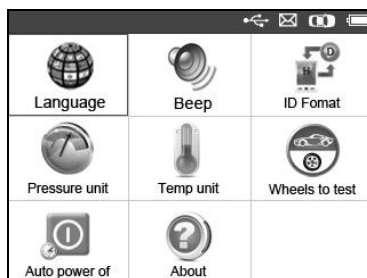 Language
Beep
ID Fomat
Pressure unit
Temp unit
Wheels to test
Auto power of
About